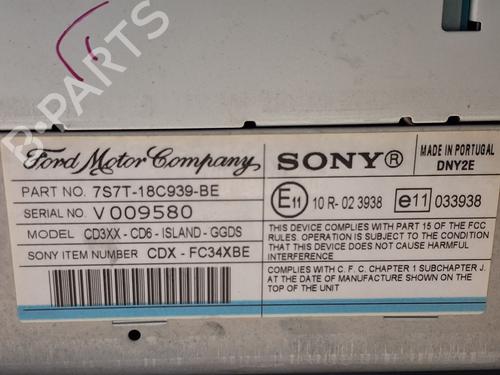 B-PARTS
Ford Motor Company SONY® MADE IN PORTUGAL
DNY2E
PART NO. 7S7T-18C939-BE
E11 10 R- 02 3938 e11 033938
SERIAL NO. V 009580
MODEL CD3XX - CD6 - ISLAND - GGDS
SONY ITEM NUMBER CDX - FC34XBE
THIS DEVICE COMPLIES WITH PART 15 OF THE FCC
RULES. OPERATION IS SUBJECT TO THE CONDITION
THAT THIS DEVICE DOES NOT CAUSE HARMFUL
INTERFERENCE
COMPLIES WITH C. F. C. CHAPTER 1 SUBCHAPTER J.
AT THE DATE OF MANUFACTURE SHOWN ON THE
TOP OF THE UNIT